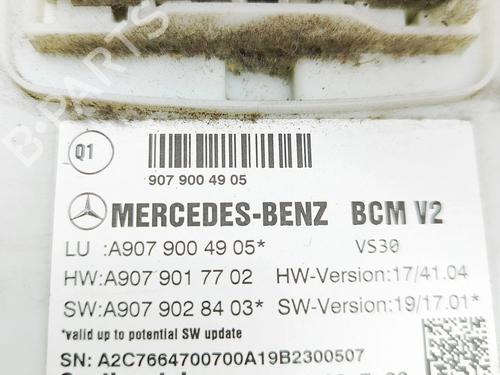 Q1
907 900 49 05
MERCEDES-BENZ BCM V2
LU :A907 900 49 05* VS30
HW:A907 901 77 02 HW-Version:17/41.04
SW:A907 902 84 03* SW-Version:19/17.01*
*valid up to potential SW update
SN: A2C7664700700A19B2300507
B-PARTS